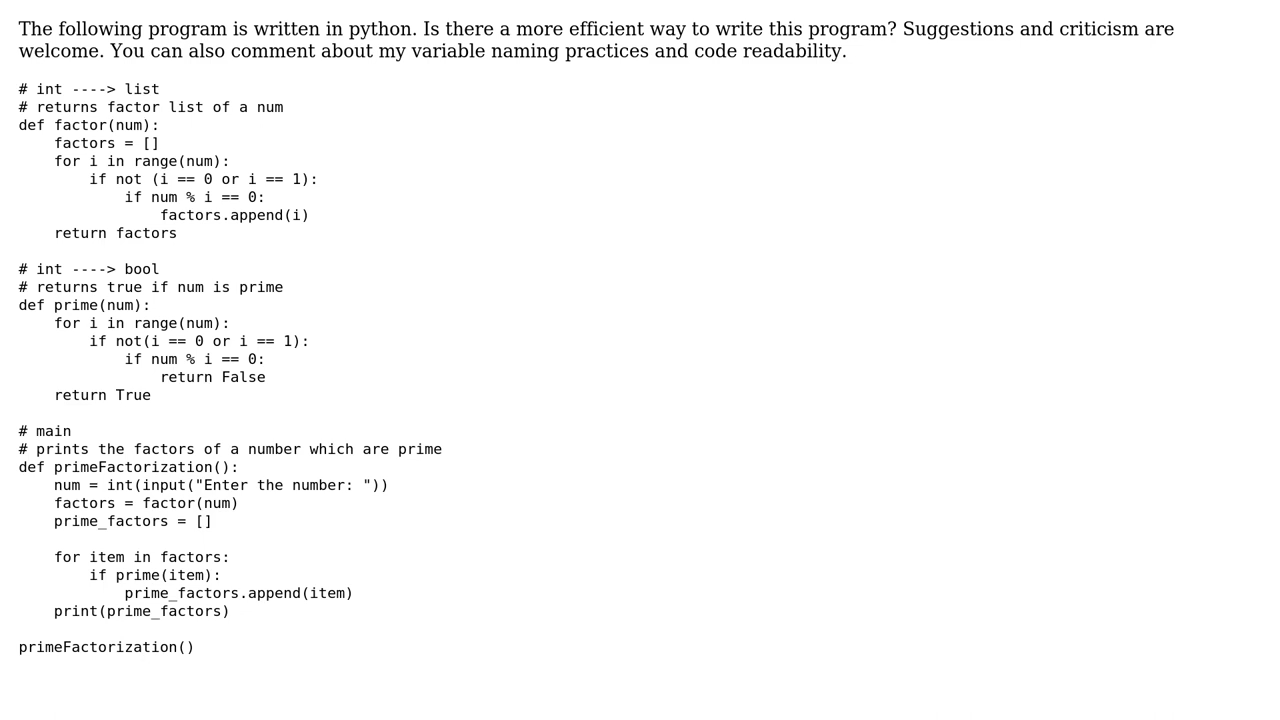 The following program is written in python. Is there a more efficient way to write this program? Suggestions and criticism are
welcome. You can also comment about my variable naming practices and code readability.

# int ----> list
# returns factor list of a num
def factor(num):
    factors = []
    for i in range(num):
        if not (i == 0 or i == 1):
            if num % i == 0:
                factors.append(i)
    return factors

# int ----> bool
# returns true if num is prime
def prime(num):
    for i in range(num):
        if not(i == 0 or i == 1):
            if num % i == 0:
                return False
    return True

# main
# prints the factors of a number which are prime
def primeFactorization():
    num = int(input("Enter the number: "))
    factors = factor(num)
    prime_factors = []

    for item in factors:
        if prime(item):
            prime_factors.append(item)
    print(prime_factors)

primeFactorization()